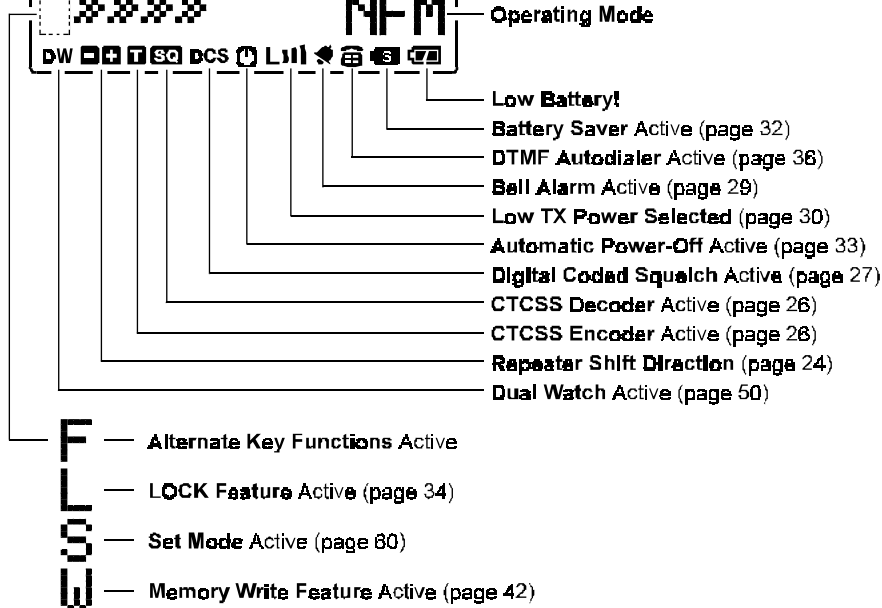 NFM Operating Mode
DW - + T SQ DCS L S
Low Battery!
Battery Saver Active (page 32)
DTMF Autodialer Active (page 36)
Bell Alarm Active (page 29)
Low TX Power Selected (page 30)
Automatic Power-Off Active (page 33)
Digital Coded Squelch Active (page 27)
CTCSS Decoder Active (page 26)
CTCSS Encoder Active (page 26)
Repeater Shift Direction (page 24)
Dual Watch Active (page 50)
F Alternate Key Functions Active
L LOCK Feature Active (page 34)
S Set Mode Active (page 60)
W Memory Write Feature Active (page 42)